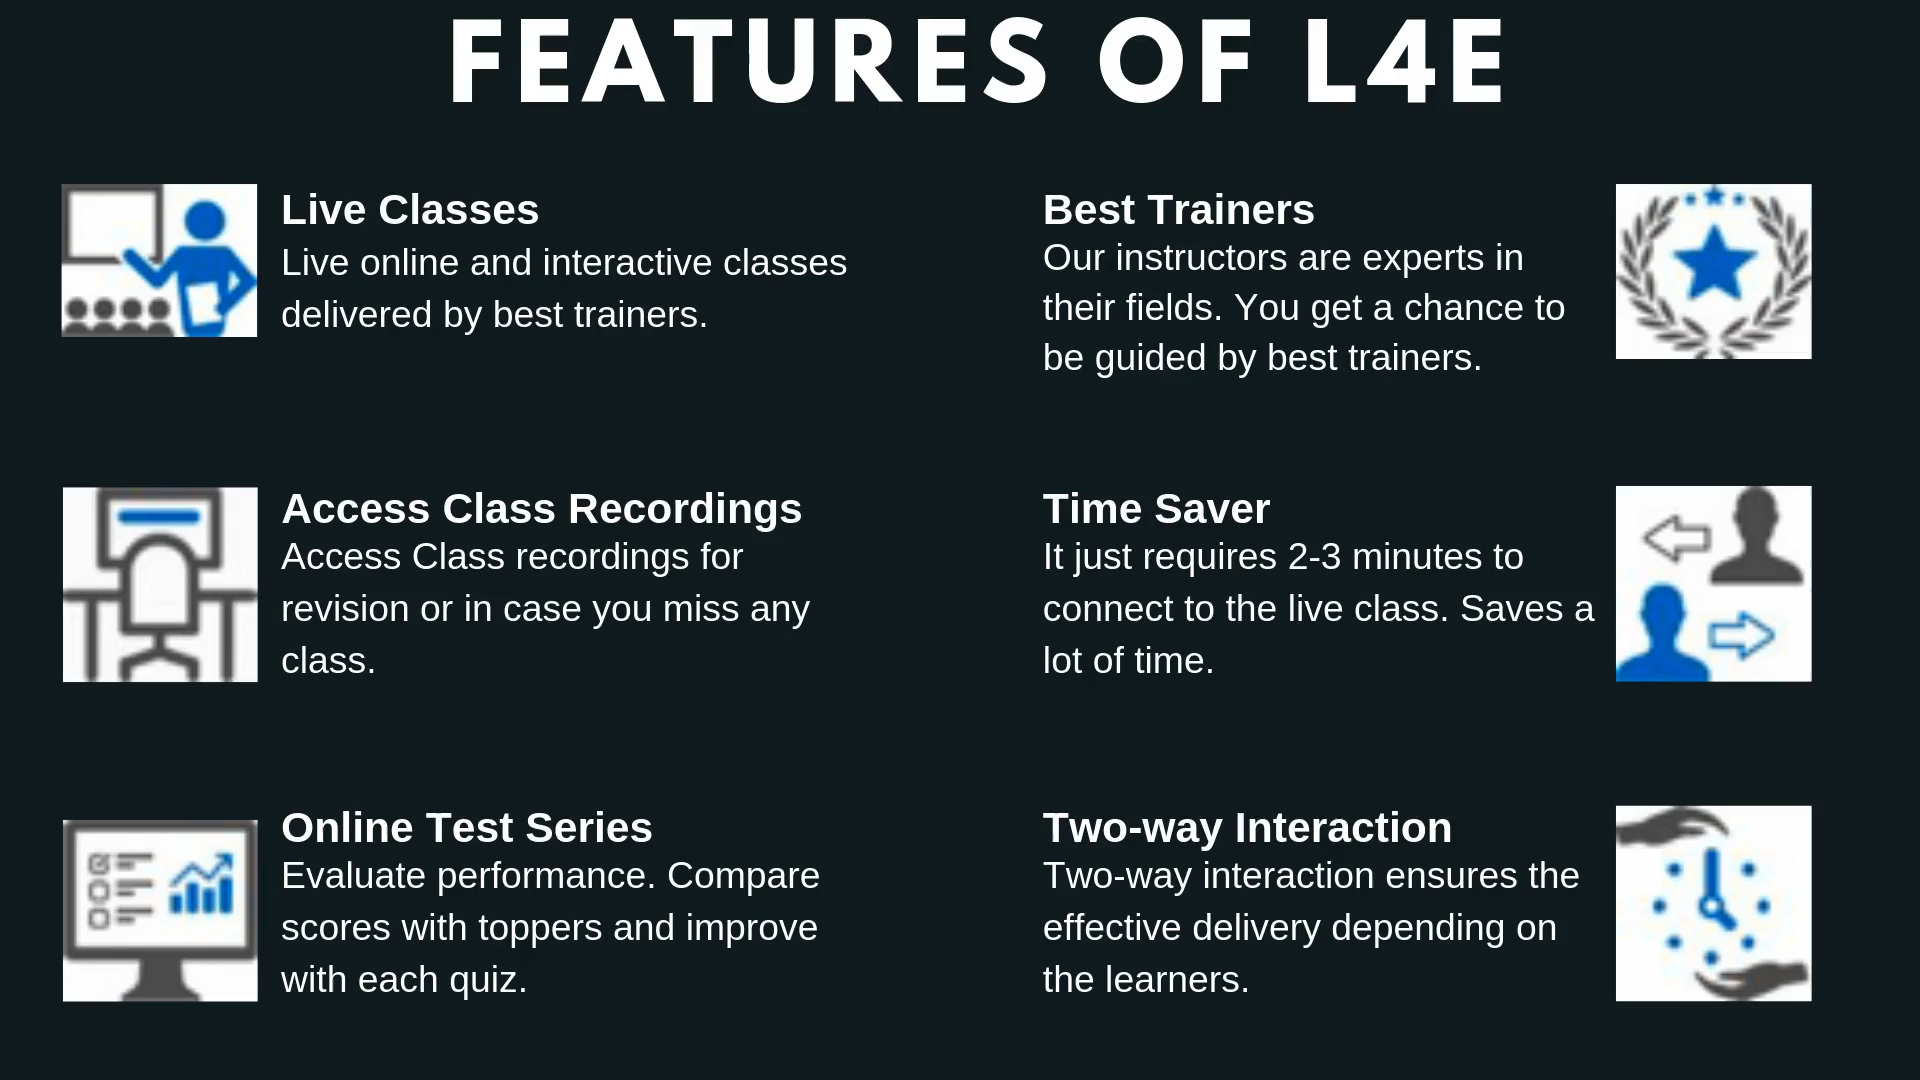 FEATURES OF L4E
Live Classes
Live online and interactive classes
delivered by best trainers.
Best Trainers
Our instructors are experts in
their fields. You get a chance to
be guided by best trainers.
Access Class Recordings
Access Class recordings for
revision or in case you miss any
class.
Time Saver
It just requires 2-3 minutes to
connect to the live class. Saves a
lot of time.
Online Test Series
Evaluate performance. Compare
scores with toppers and improve
with each quiz.
Two-way Interaction
Two-way interaction ensures the
effective delivery depending on
the learners.